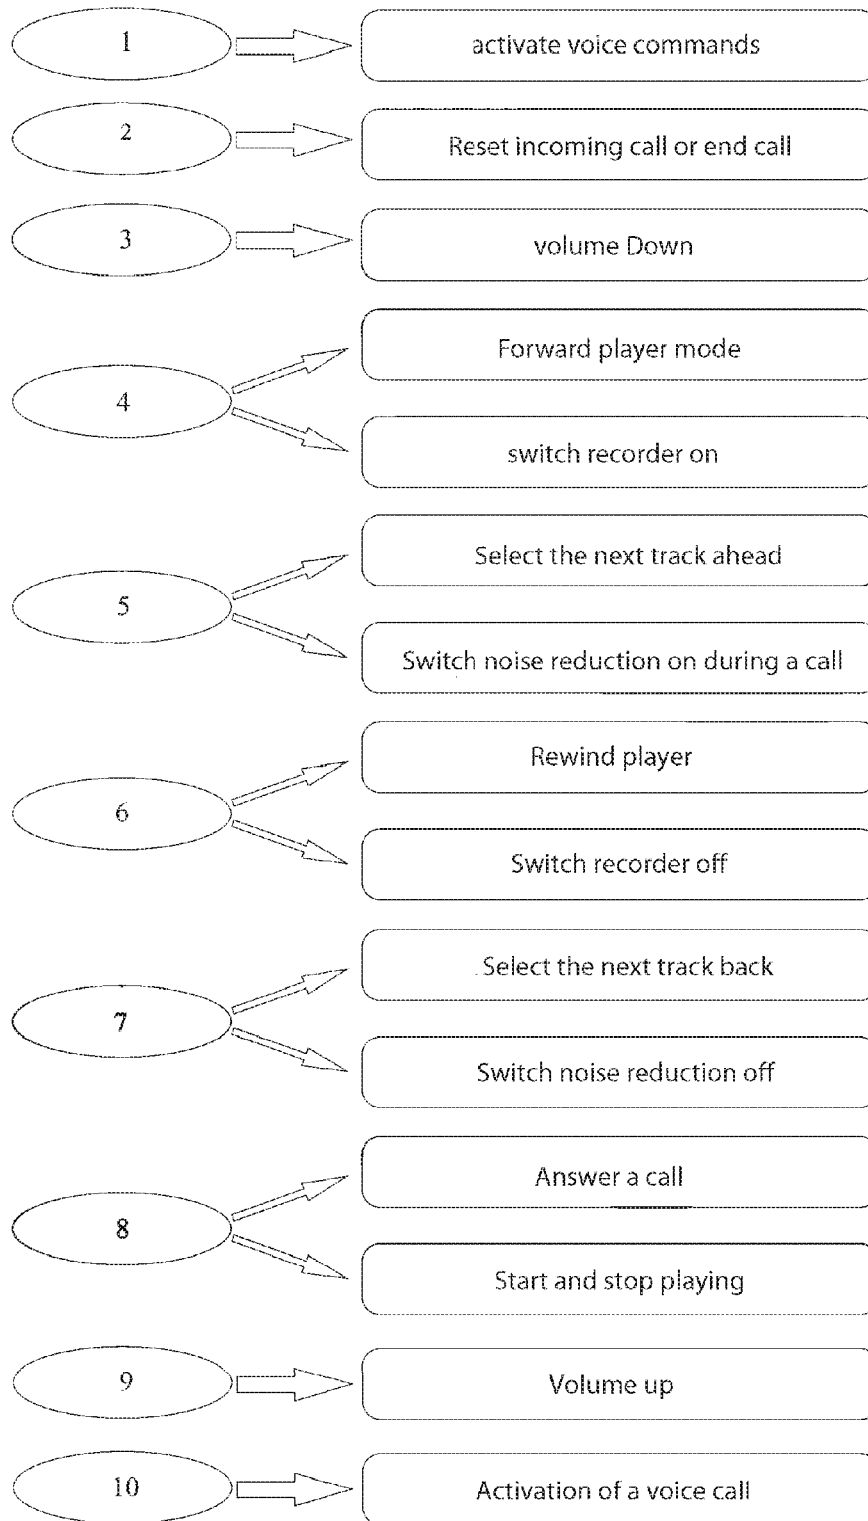 1
activate voice commands
2
Reset incoming call or end call
3
volume Down
4
Forward player mode
switch recorder on
5
Select the next track ahead
Switch noise reduction on during a call
6
Rewind player
Switch recorder off
7
Select the next track back
Switch noise reduction off
8
Answer a call
Start and stop playing
9
Volume up
10
Activation of a voice call